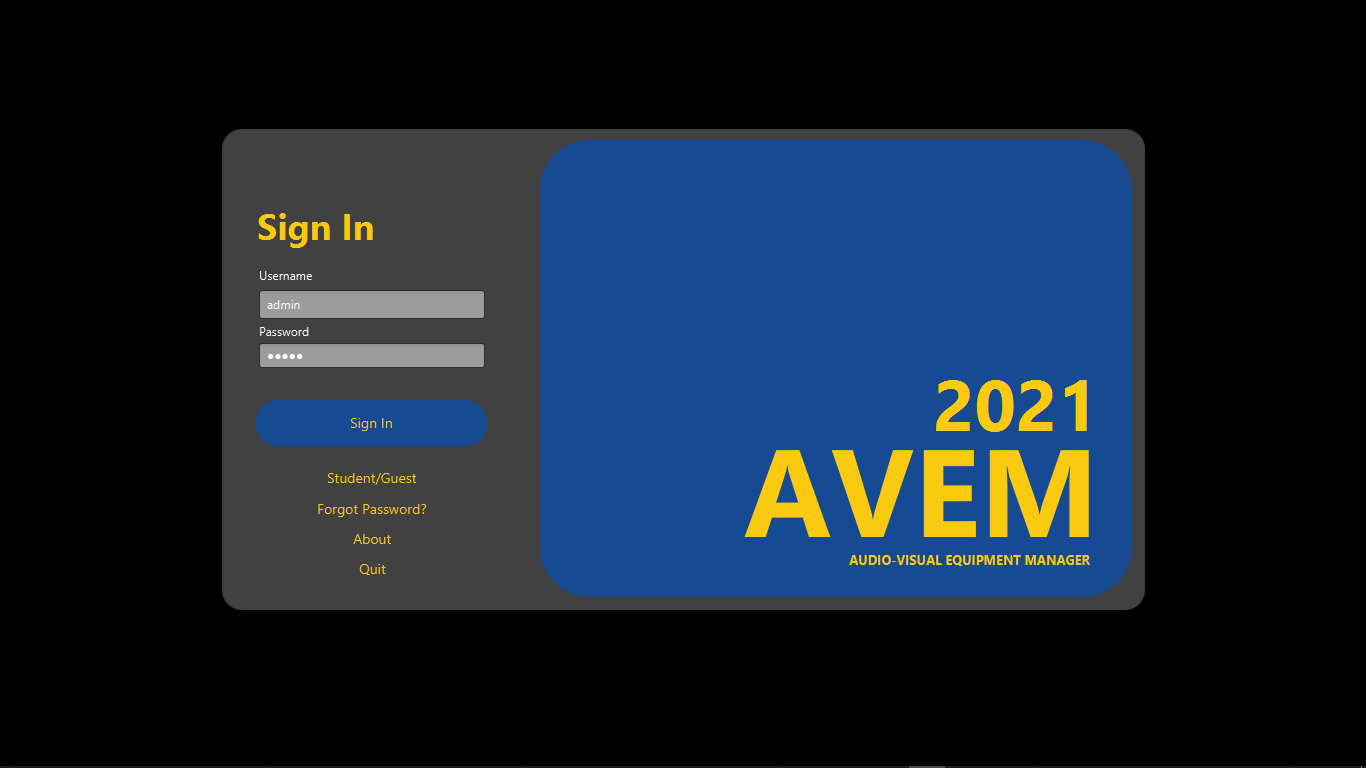 Sign In
Username
admin
Password
●●●●●
Sign In
Student/Guest
Forgot Password?
About
Quit
2021
AVEM
AUDIO-VISUAL EQUIPMENT MANAGER